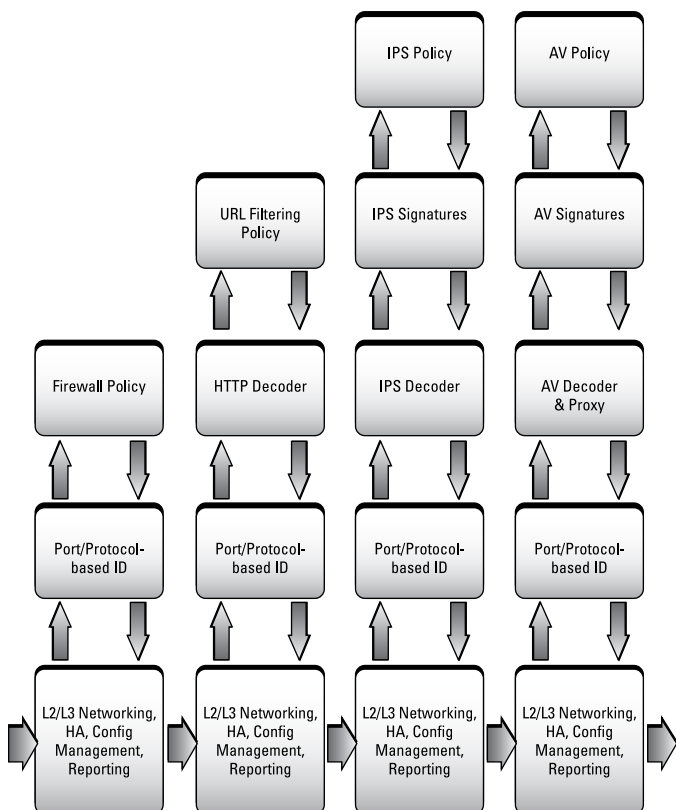 IPS Policy
AV Policy
URL Filtering
Policy
IPS Signatures
AV Signatures
Firewall Policy
HTTP Decoder
IPS Decoder
AV Decoder
& Proxy
Port/Protocol-
based ID
Port/Protocol-
based ID
Port/Protocol-
based ID
Port/Protocol-
based ID
L2/L3 Networking,
HA, Config
Management,
Reporting
L2/L3 Networking,
HA, Config
Management,
Reporting
L2/L3 Networking,
HA, Config
Management,
Reporting
L2/L3 Networking,
HA, Config
Management,
Reporting